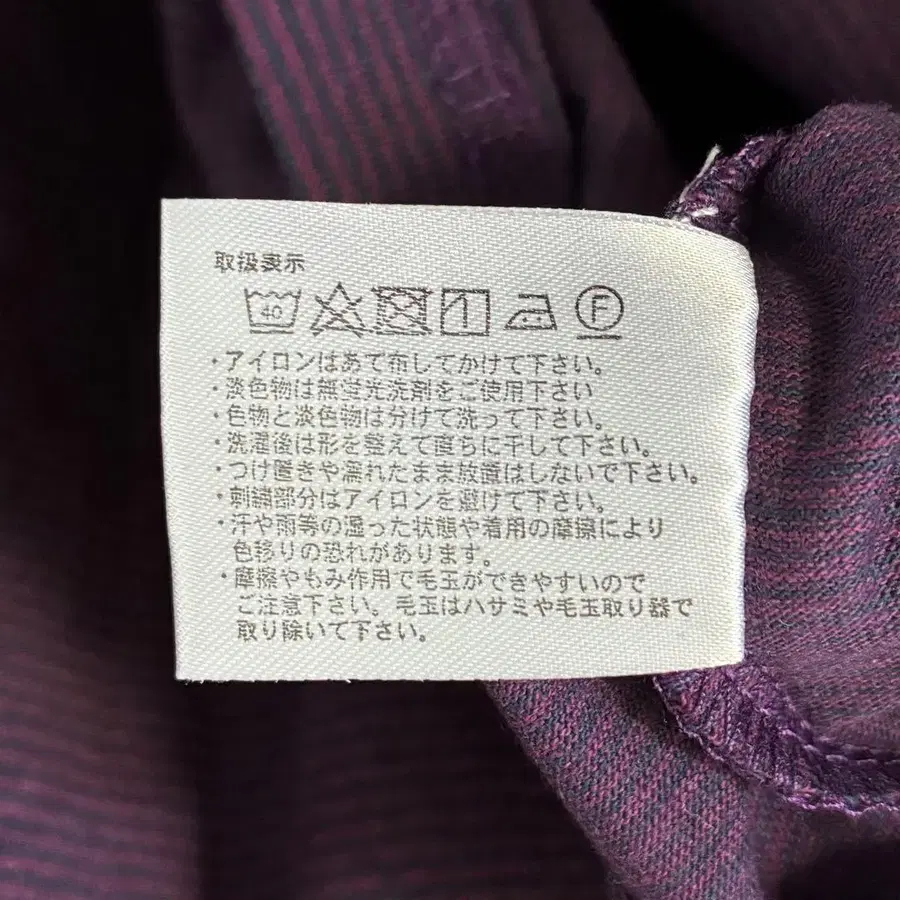 取扱表示
40 F
・アイロンはあて布してかけて下さい。
・淡色物は無蛍光洗剤をご使用下さい
・色物と淡色物は分けて洗って下さい。
・洗濯後は形を整えて直ちに干して下さい。
・つけ置きや濡れたまま放置はしないで下さい。
・刺繍部分はアイロンを避けて下さい。
・汗や雨等の湿った状態や着用の摩擦により
色移りの恐れがあります。
・摩擦やもみ作用で毛玉ができやすいので
ご注意下さい。毛玉はハサミや毛玉取り器で
取り除いて下さい。